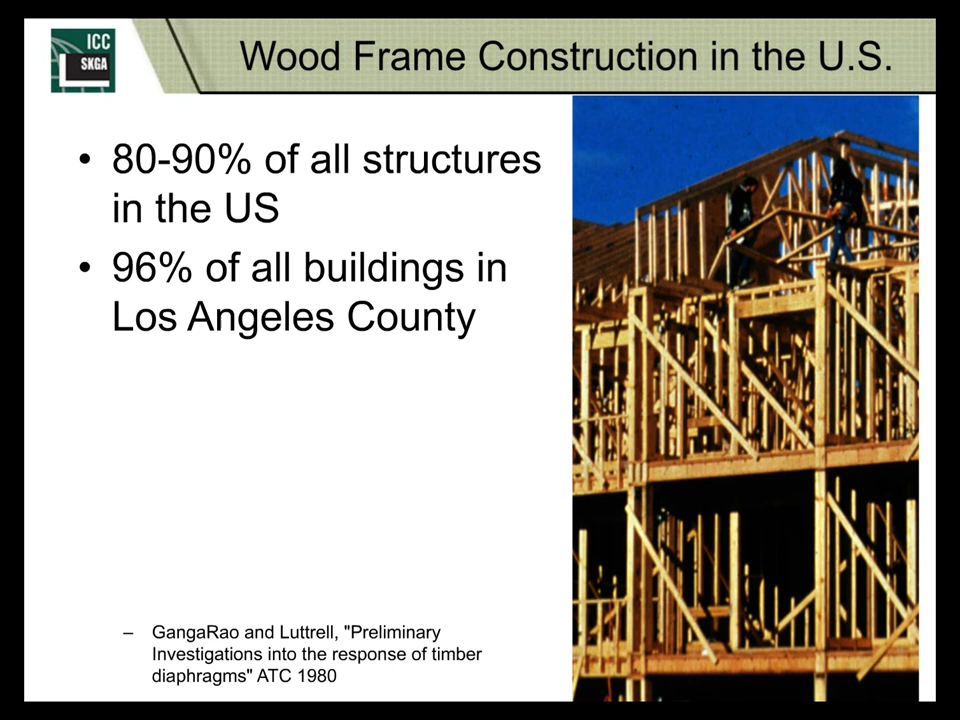 ICC
SKGA
Wood Frame Construction in the U.S.
• 80-90% of all structures
in the US
• 96% of all buildings in
Los Angeles County
– GangaRao and Luttrell, "Preliminary
Investigations into the response of timber
diaphragms" ATC 1980